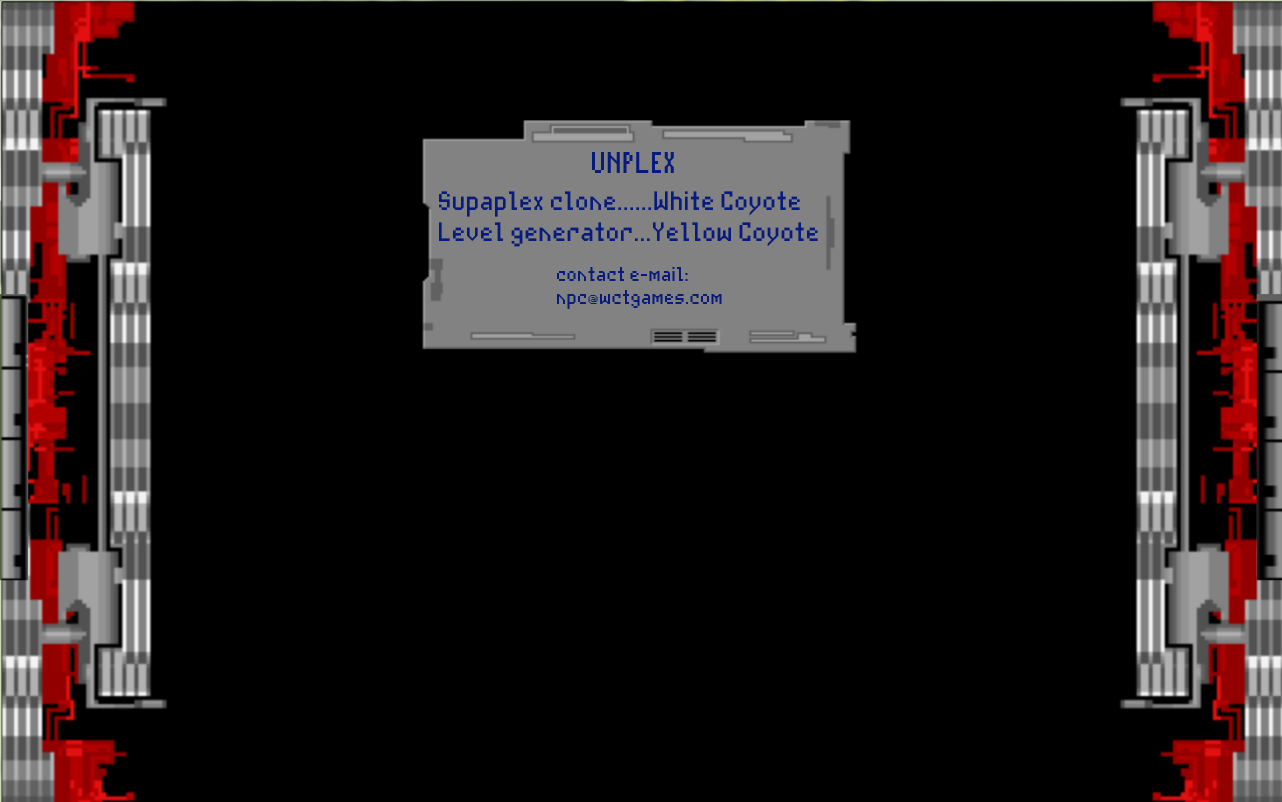 UNPLEX
Supaplex clone......White Coyote
Level generator...Yellow Coyote
contact e-mail:
npc@wctgames.com